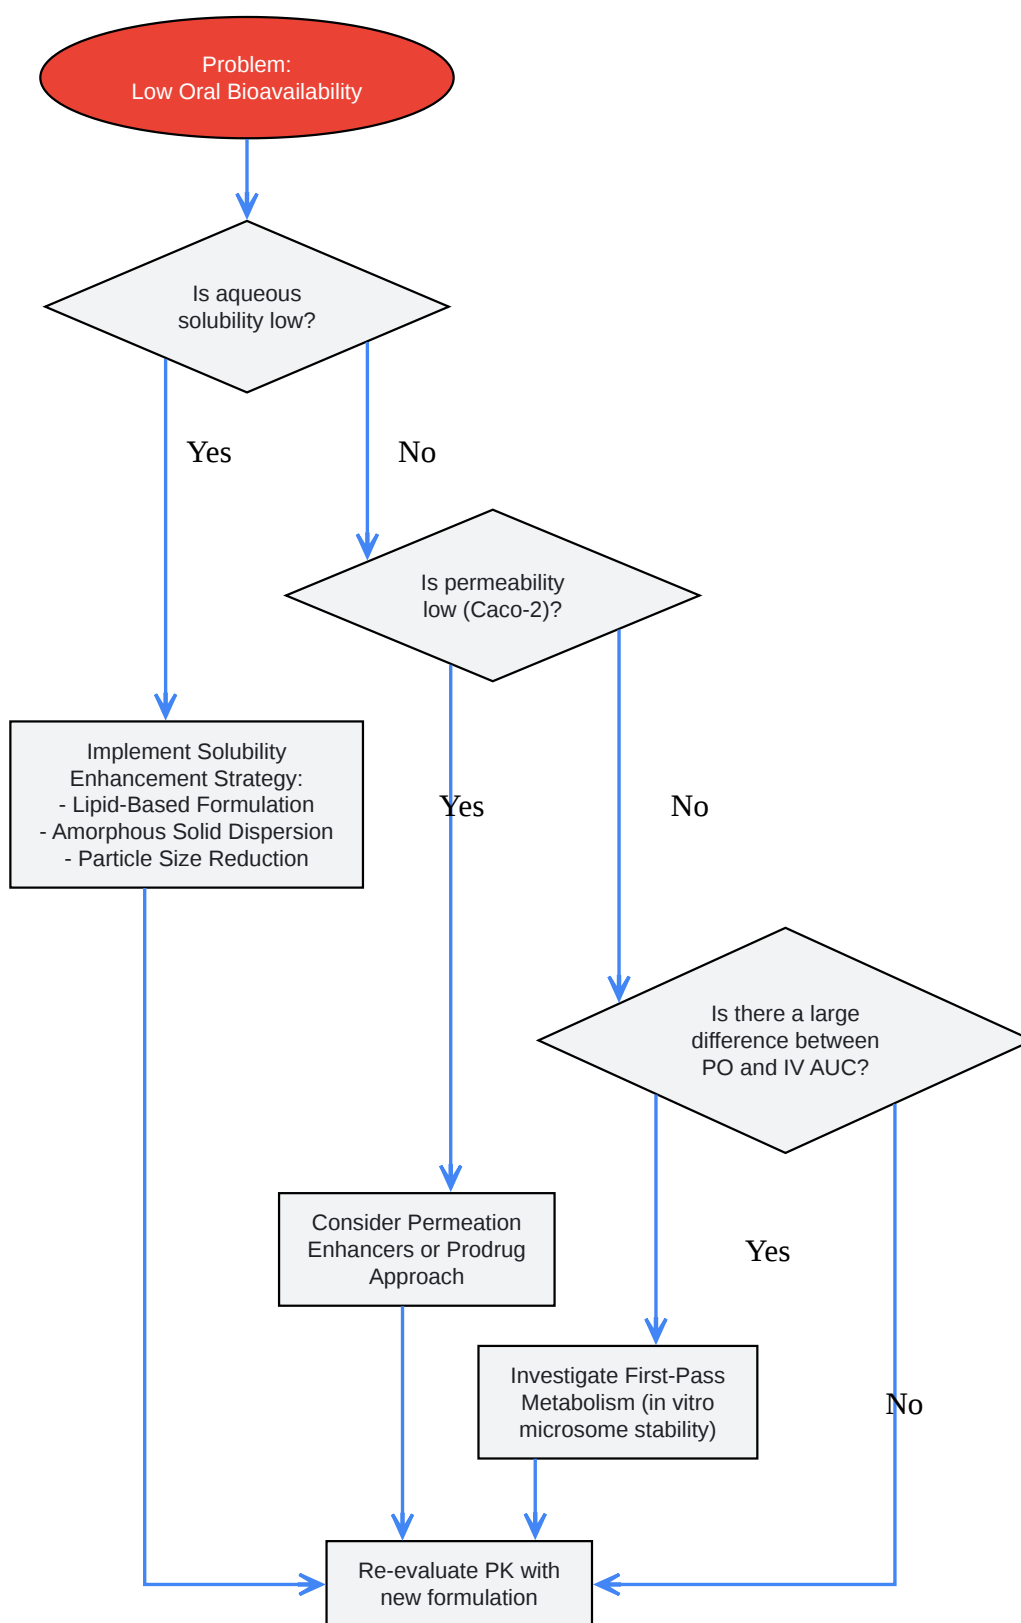 Problem:
Low Oral Bioavailability
Is aqueous
solubility low?
Yes
No
Is permeability
low (Caco-2)?
Implement Solubility
Enhancement Strategy:
- Lipid-Based Formulation
- Amorphous Solid Dispersion
- Particle Size Reduction
Yes
No
Is there a large
difference between
PO and IV AUC?
Consider Permeation
Enhancers or Prodrug
Approach
Yes
Investigate First-Pass
Metabolism (in vitro
microsome stability)
No
Re-evaluate PK with
new formulation